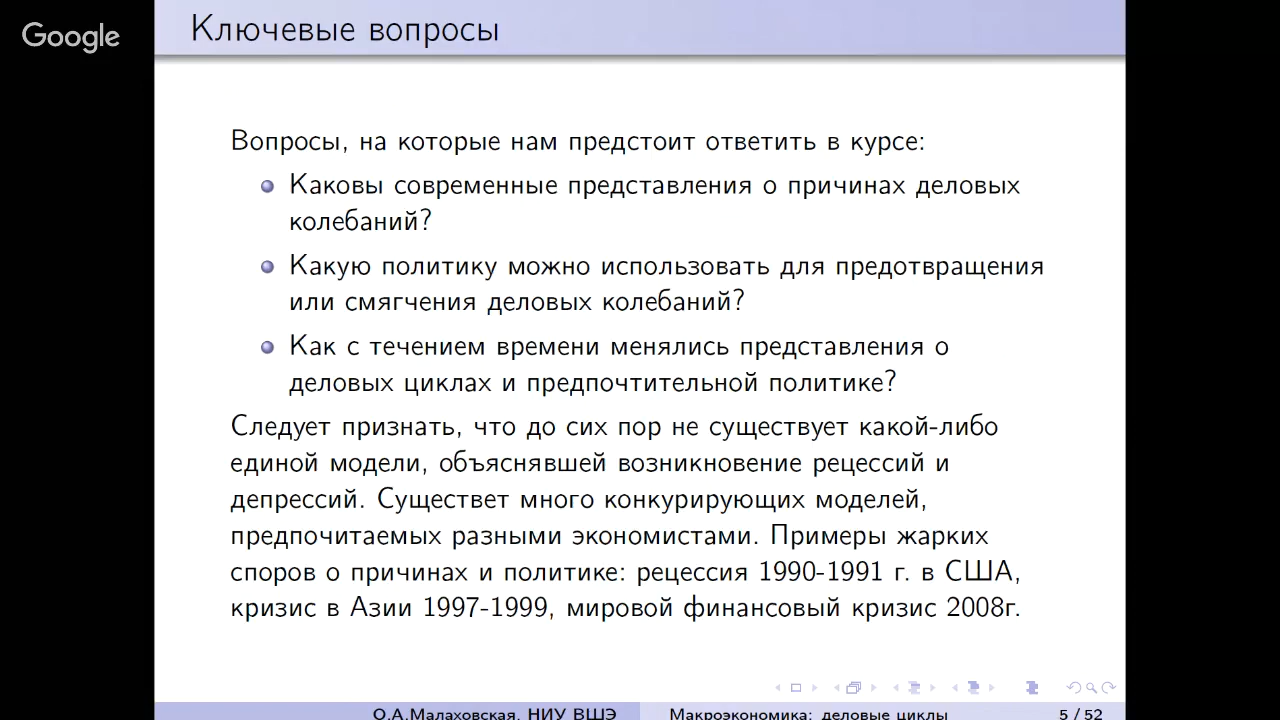 Google
Ключевые вопросы
Вопросы, на которые нам предстоит ответить в курсе:
Каковы современные представления о причинах деловых
колебаний?
Какую политику можно использовать для предотвращения
или смягчения деловых колебаний?
Как с течением времени менялись представления о
деловых циклах и предпочтительной политике?
Следует признать, что до сих пор не существует какой-либо
единой модели, объяснявшей возникновение рецессий и
депрессий. Существет много конкурирующих моделей,
предпочитаемых разными экономистами. Примеры жарких
споров о причинах и политике: рецессия 1990-1991 г. в США,
кризис в Азии 1997-1999, мировой финансовый кризис 2008г.
О.А.Малаховская, НИУ ВШЭ Макроэкономика: деловые циклы 5 / 52